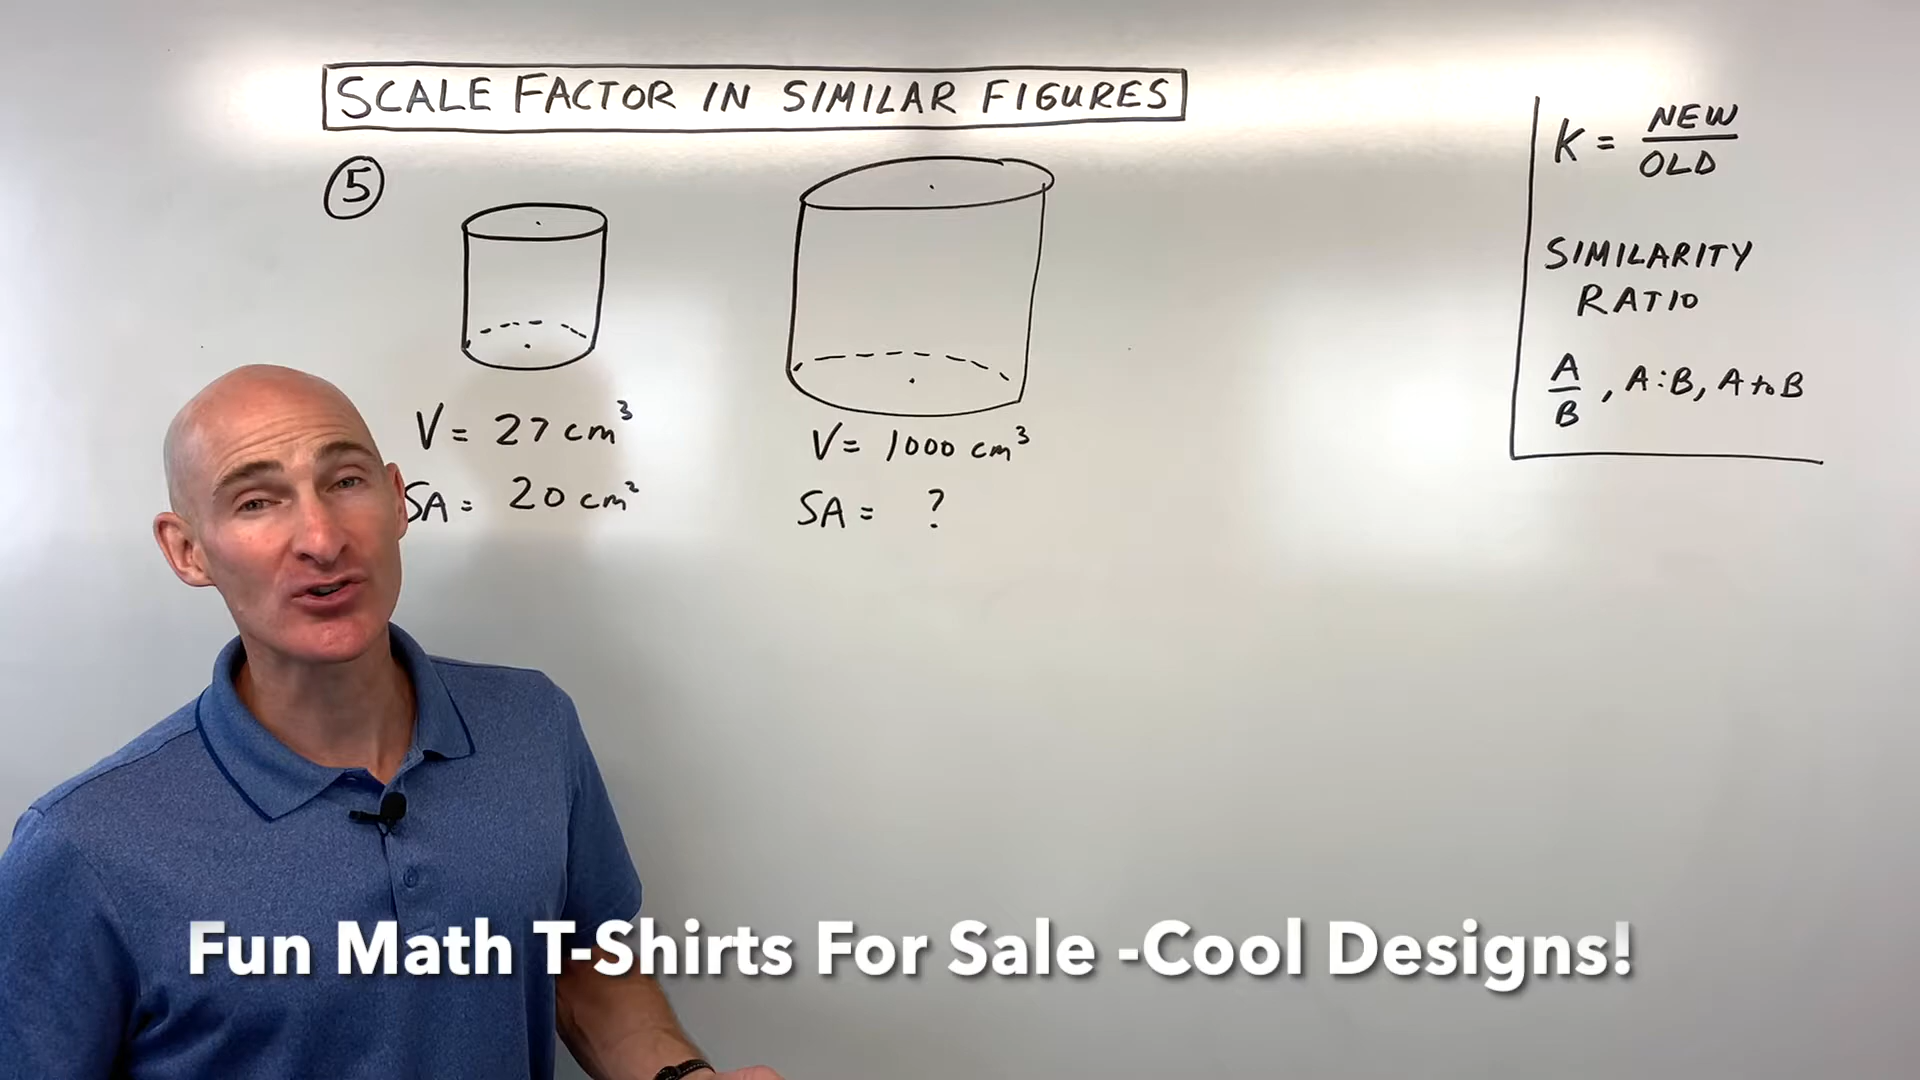 SCALE FACTOR IN SIMILAR FIGURES
5
V = 27 cm³
SA = 20 cm²
V = 1000 cm³
SA = ?
K = NEW/OLD
SIMILARITY
RATIO
A/B, A:B, A to B
Fun Math T-Shirts For Sale -Cool Designs!